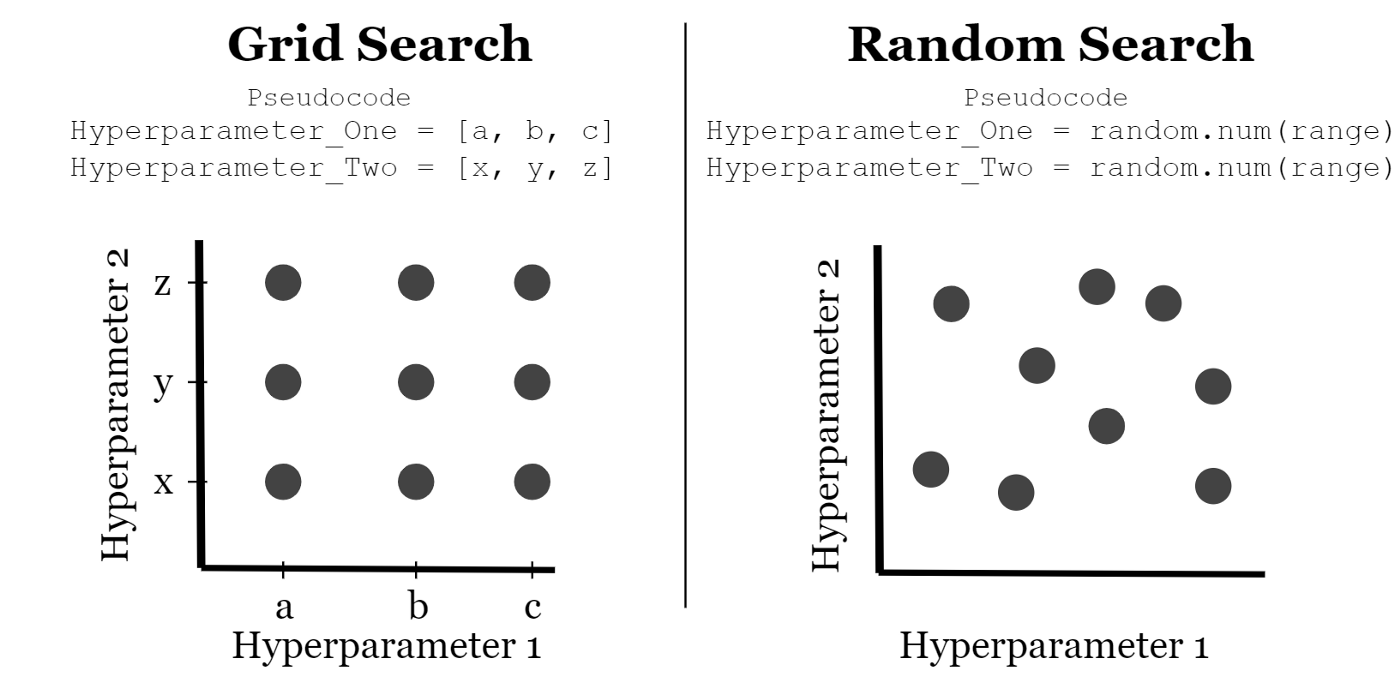 Grid Search
Pseudocode
Hyperparameter_One = [a, b, c]
Hyperparameter_Two = [x, y, z]
Hyperparameter 2
z
y
x
a b c
Hyperparameter 1
Random Search
Pseudocode
Hyperparameter_One = random.num(range)
Hyperparameter_Two = random.num(range)
Hyperparameter 2
Hyperparameter 1